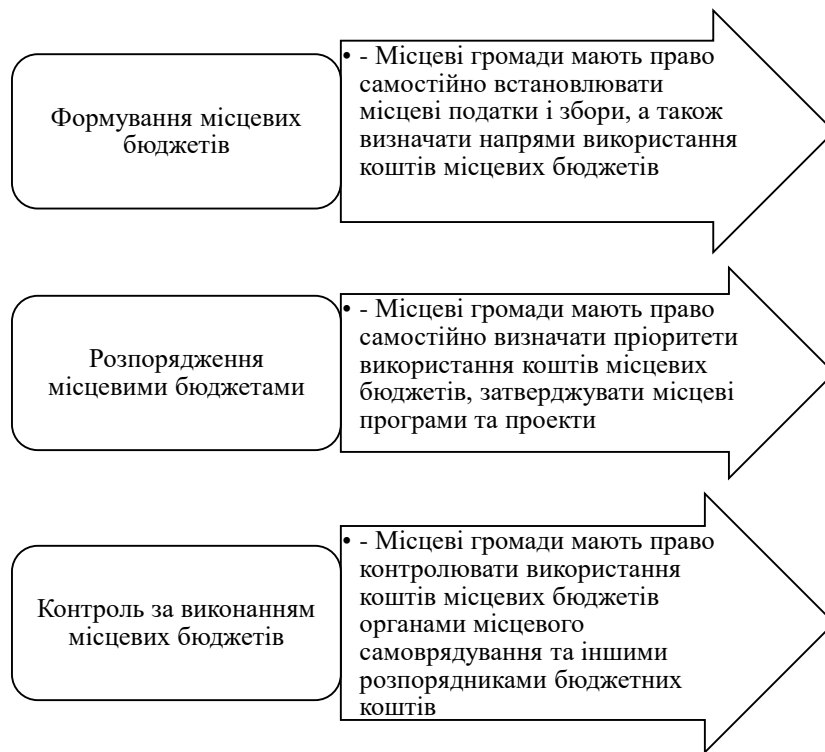 Формування місцевих
бюджетів
• - Місцеві громади мають право
самостійно встановлювати
місцеві податки і збори, а також
визначати напрями використання
коштів місцевих бюджетів
Розпорядження
місцевими бюджетами
• - Місцеві громади мають право
самостійно визначати пріоритети
використання коштів місцевих
бюджетів, затверджувати місцеві
програми та проекти
Контроль за виконанням
місцевих бюджетів
• - Місцеві громади мають право
контролювати використання
коштів місцевих бюджетів
органами місцевого
самоврядування та іншими
розпорядниками бюджетних
коштів